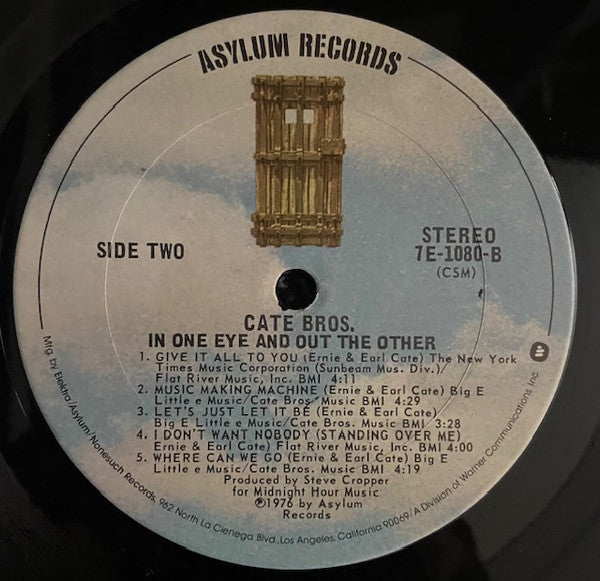 ASYLUM RECORDS
SIDE TWO
STEREO
7E-1080-B
(CSM)
CATE BROS.
IN ONE EYE AND OUT THE OTHER
1. GIVE IT ALL TO YOU (Ernie & Earl Cate) The New York
Times Music Corporation (Sunbeam Mus. Div.)/
Flat River Music, Inc. BMI 4:11
2. MUSIC MAKING MACHINE (Ernie & Earl Cate) Big E
Little e Music/Cate Bros. Music BMI 4:29
3. LET'S JUST LET IT BE (Ernie & Earl Cate)
Big E Little e Music/Cate Bros. Music BMI 3:28
4. I DON'T WANT NOBODY (STANDING OVER ME)
Ernie & Earl Cate) Flat River Music, Inc. BMI 4:00
5. WHERE CAN WE GO (Ernie & Earl Cate) Big E
Little e Music/Cate Bros. Music BMI 4:19
Produced by Steve Cropper
for Midnight Hour Music
℗1976 by Asylum
Records
Mfg. by Elektra/Asylum/Nonesuch Records, 962 North La Cienega Blvd., Los Angeles, California 90069/A Division of Warner Communications Inc.